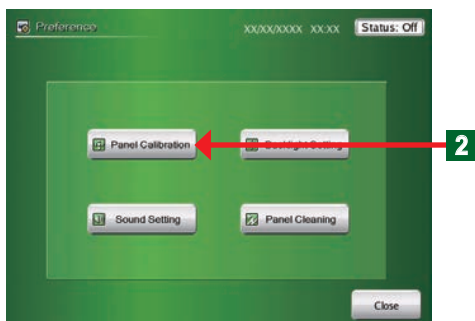 Preference XX/XX/XXXX XX:XX Status: Off
Panel Calibration Backlight Setting
2
Sound Setting Panel Cleaning
Close